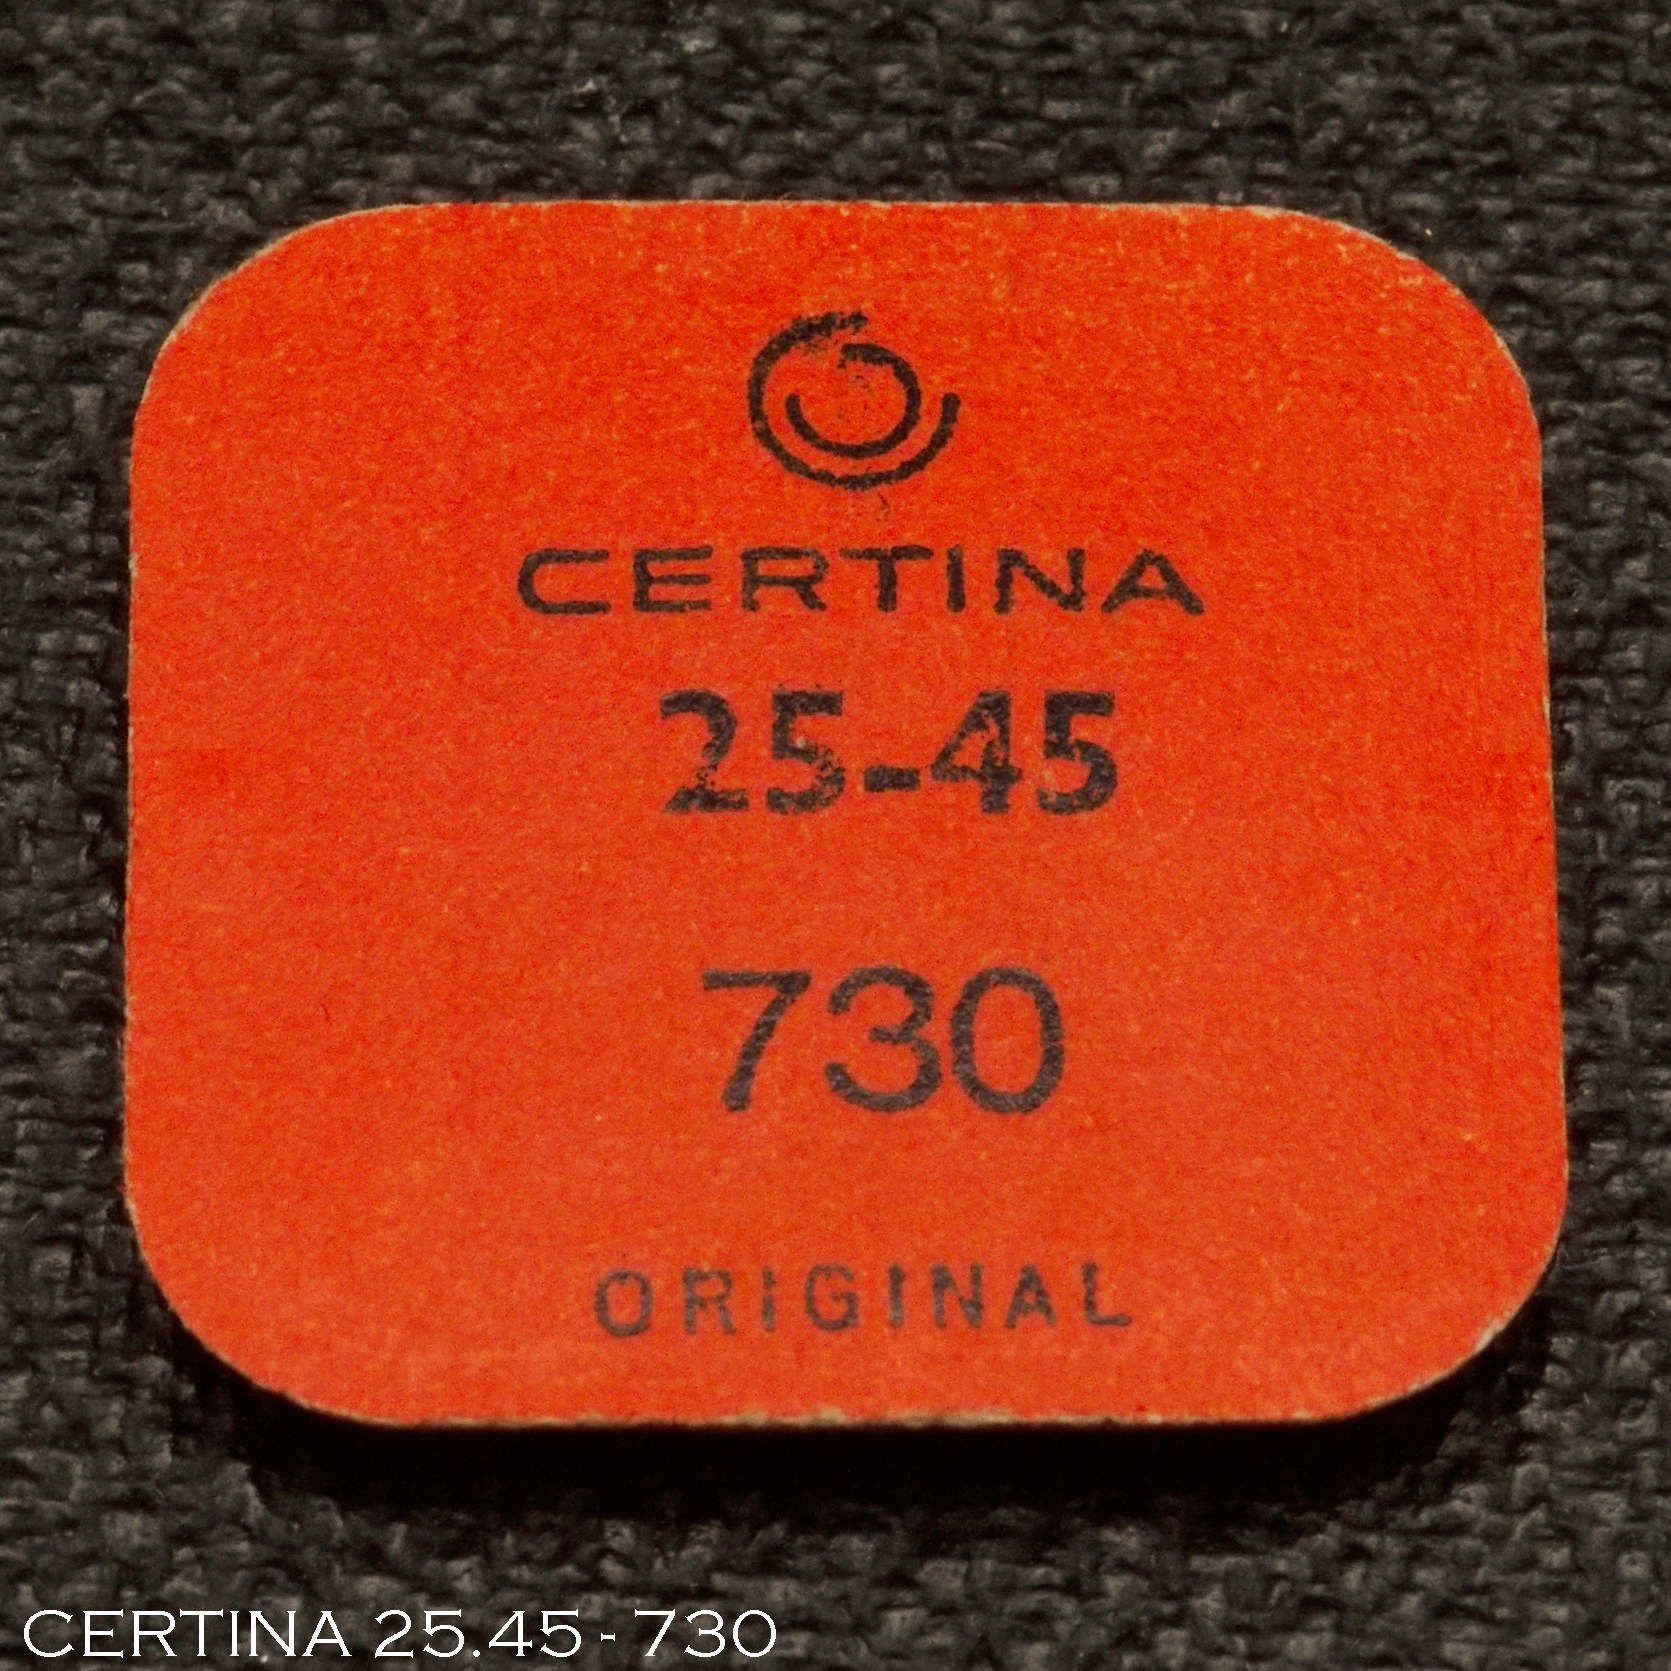 CERTINA
25-45
730
ORIGINAL
CERTINA 25.45 - 730